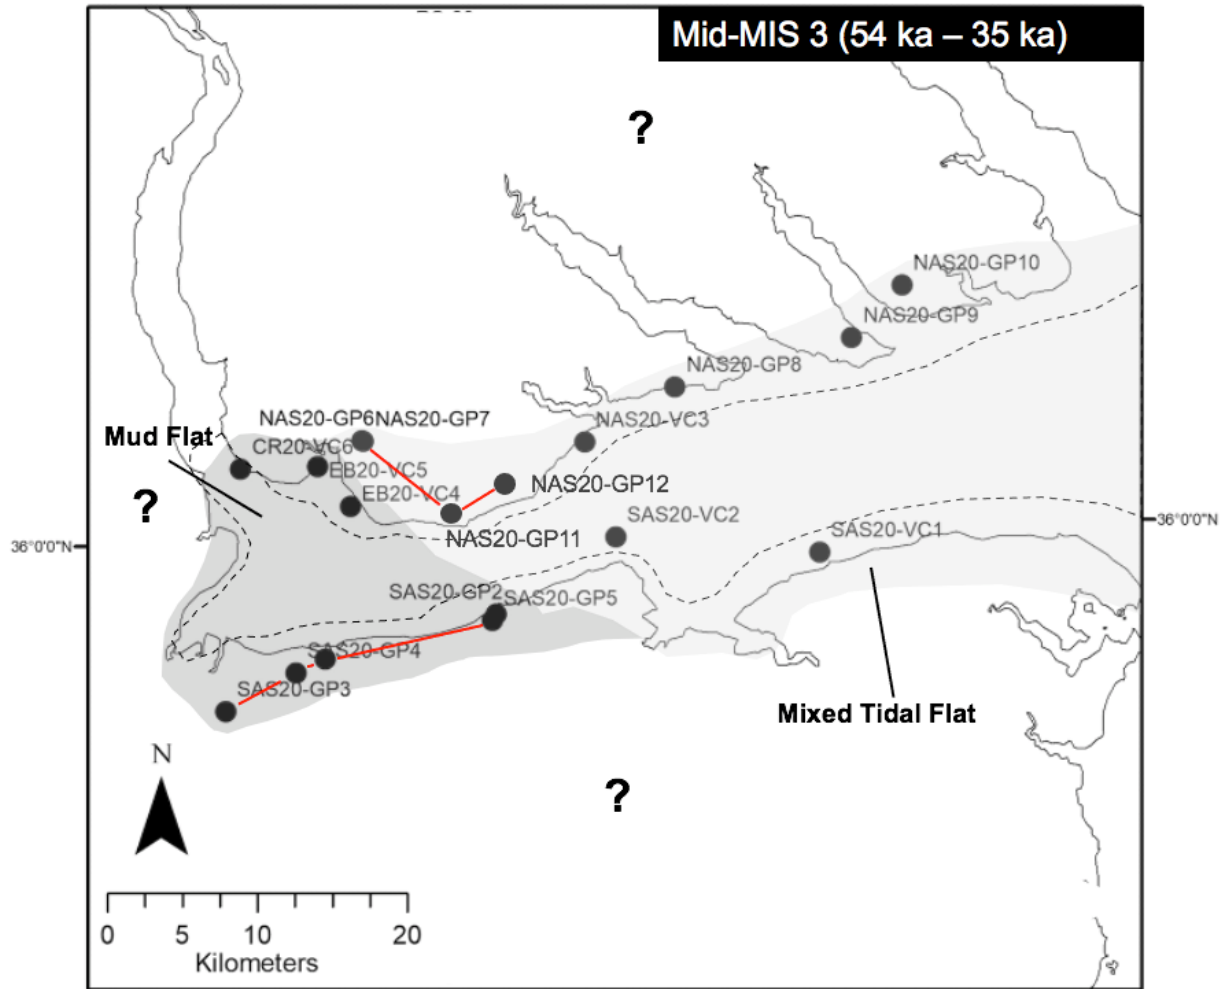 Mid-MIS 3 (54 ka – 35 ka)
?
NAS20-GP10
NAS20-GP9
NAS20-GP8
NAS20-GP6NAS20-GP7
NAS20-VC3
Mud Flat
CR20-VC6
EB20-VC5
EB20-VC4
NAS20-GP12
?
SAS20-VC2
SAS20-VC1
36°0'0"N
NAS20-GP11
36°0'0"N
SAS20-GP2
SAS20-GP5
SAS20-GP4
SAS20-GP3
Mixed Tidal Flat
N
?
0 5 10 20
Kilometers